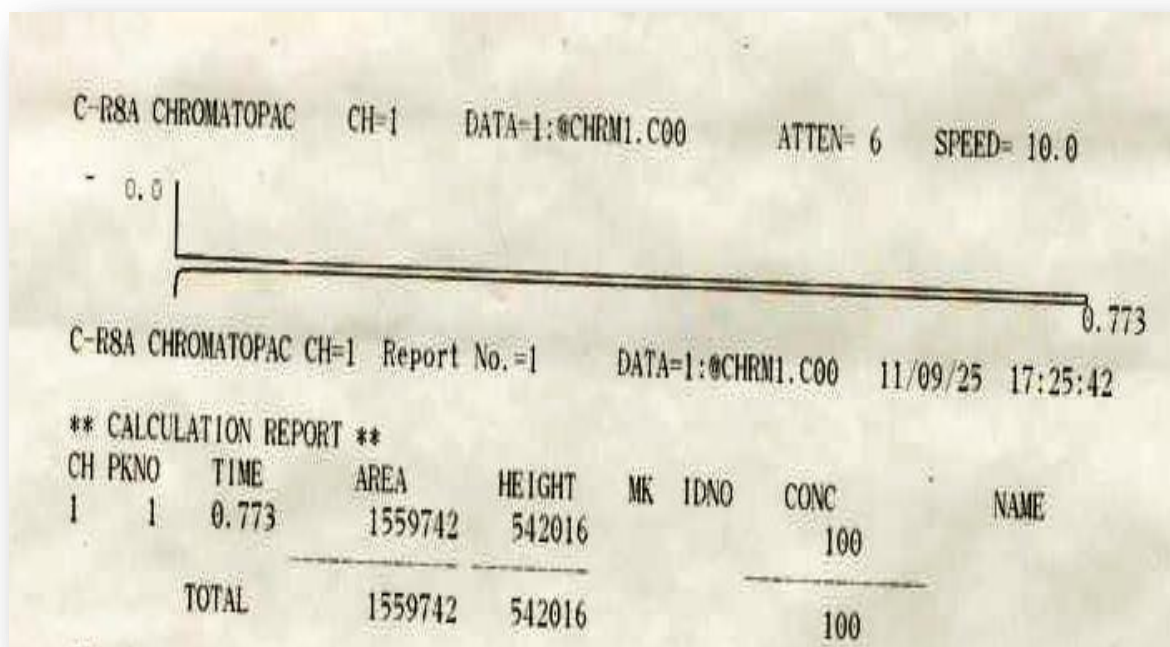 C-R8A CHROMATOPAC CH=1 DATA=1:@CHRM1.C00 ATTEN= 6 SPEED= 10.0
0.0
0.773
C-R8A CHROMATOPAC CH=1 Report No.=1 DATA=1:@CHRM1.C00 11/09/25 17:25:42
** CALCULATION REPORT **
CH PKNO TIME AREA HEIGHT MK IDNO CONC NAME
1 1 0.773 1559742 542016 100
TOTAL 1559742 542016 100